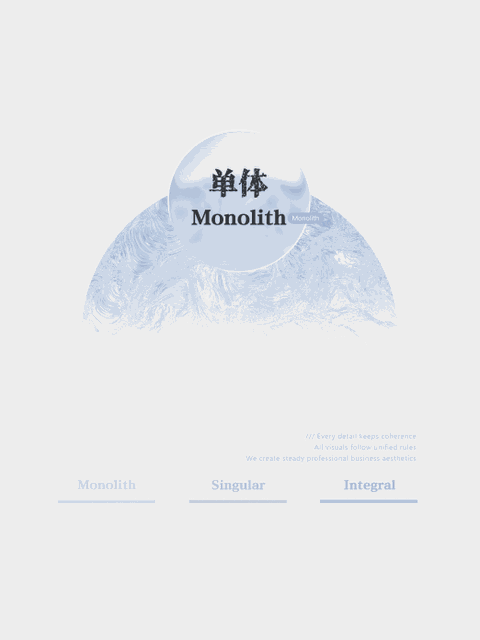 单体
Monolith
Monolith
/// Every detail keeps coherence
All visuals follow unified rules
We create steady professional business aesthetics
Monolith
Singular
Integral